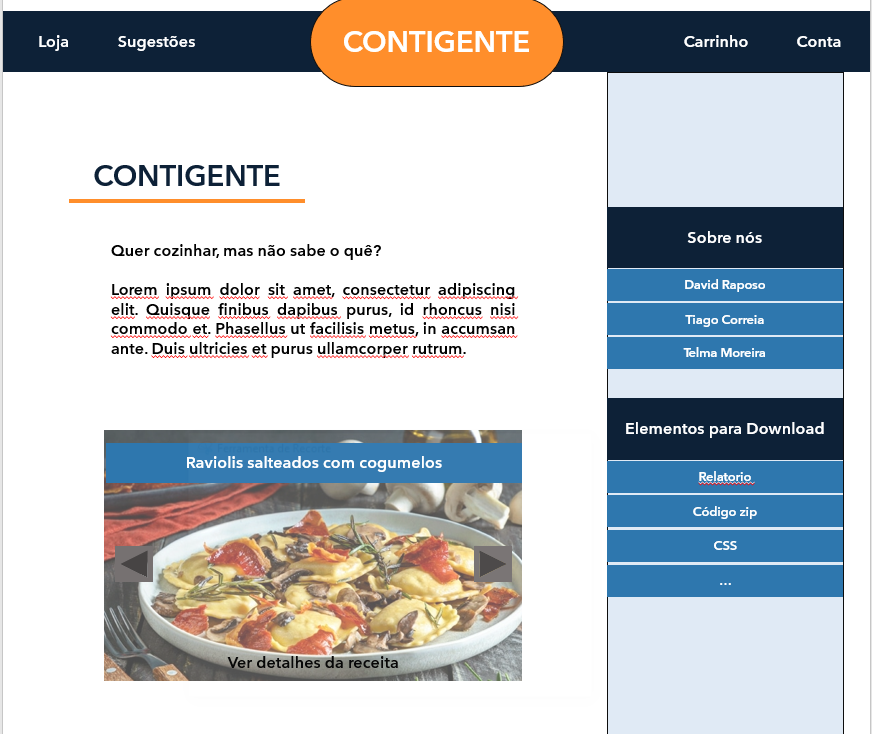 Loja
Sugestões
CONTIGENTE
Carrinho
Conta
CONTIGENTE
Quer cozinhar, mas não sabe o quê?
Lorem ipsum dolor sit amet, consectetur adipiscing
elit. Quisque finibus dapibus purus, id rhoncus nisi
commodo et. Phasellus ut facilisis metus, in accumsan
ante. Duis ultricies et purus ullamcorper rutrum.
Raviolis salteados com cogumelos
Ver detalhes da receita
Sobre nós
David Raposo
Tiago Correia
Telma Moreira
Elementos para Download
Relatorio
Código zip
CSS
...